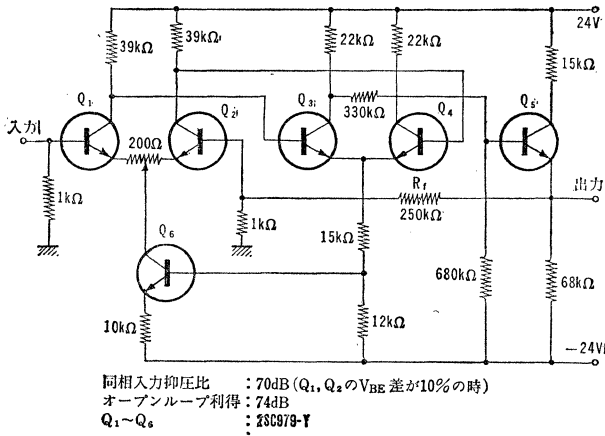 24V
39kΩ
39kΩ
22kΩ
22kΩ
15kΩ
Q₁
Q₂
Q₃
330kΩ
Q₄
Q₅
入力
200Ω
1kΩ
1kΩ
Rf
250kΩ
出力
Q₆
15kΩ
680kΩ
68kΩ
10kΩ
12kΩ
−24V
同相入力抑圧比 : 70dB (Q₁, Q₂ のVBE 差が10%の時)
オープンループ利得 : 74dB
Q₁~Q₆ : 2SC979-Y